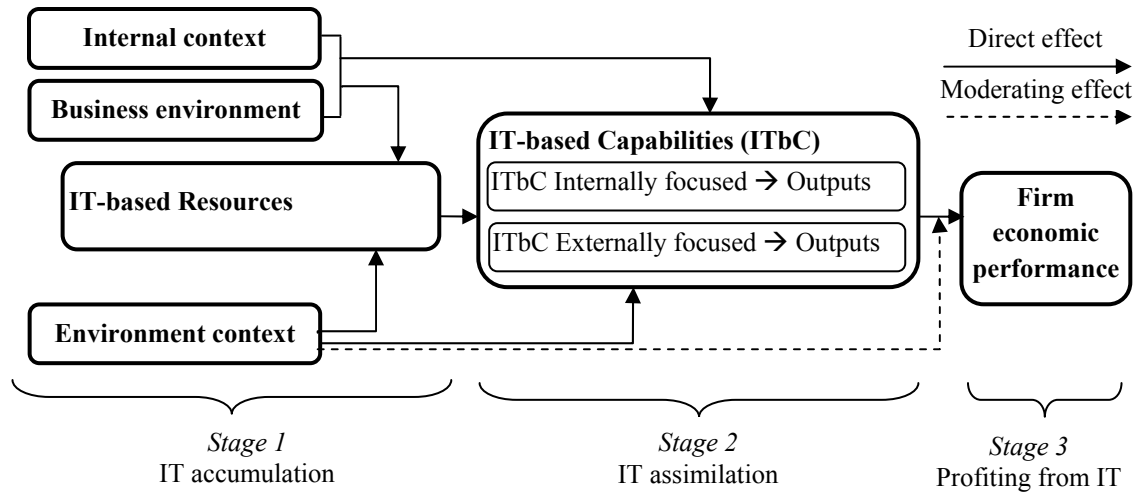 Internal context
Business environment
IT-based Resources
Environment context
IT-based Capabilities (ITbC)
ITbC Internally focused → Outputs
ITbC Externally focused → Outputs
Direct effect
Moderating effect
Firm
economic
performance
Stage 1
IT accumulation
Stage 2
IT assimilation
Stage 3
Profiting from IT